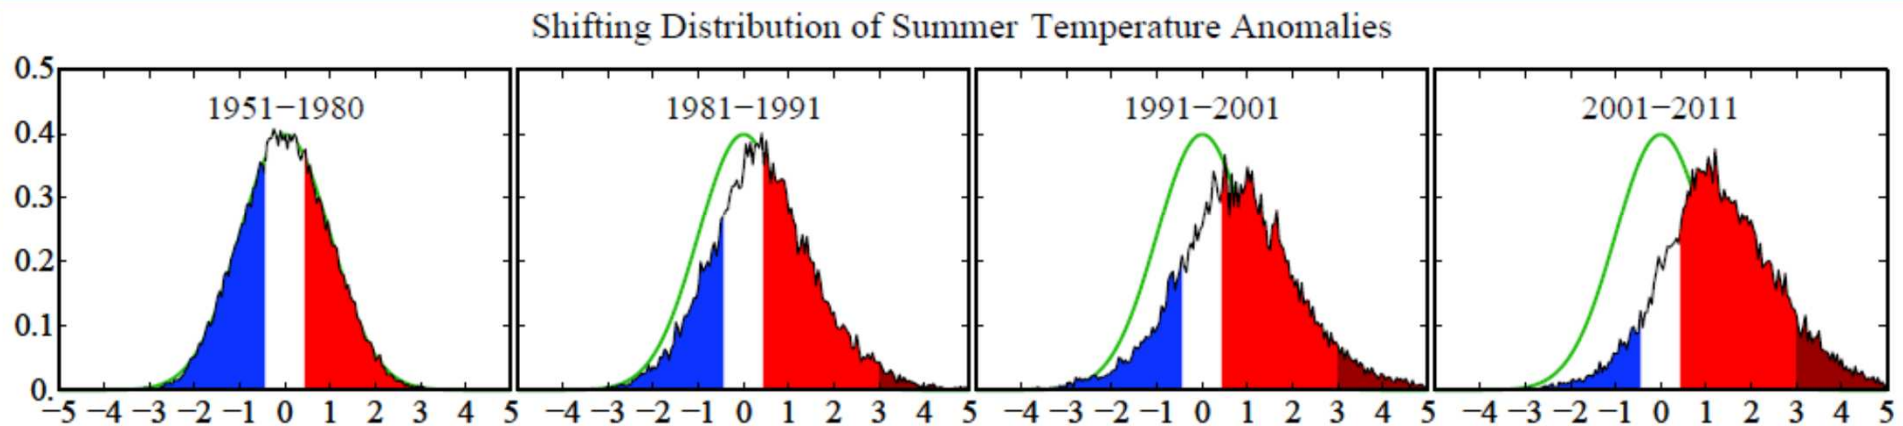 Shifting Distribution of Summer Temperature Anomalies
0.5
0.4
0.3
0.2
0.1
0.
1951−1980
1981−1991
1991−2001
2001−2011
−5 −4 −3 −2 −1 0 1 2 3 4 5
−4 −3 −2 −1 0 1 2 3 4 5
−4 −3 −2 −1 0 1 2 3 4 5
−4 −3 −2 −1 0 1 2 3 4 5